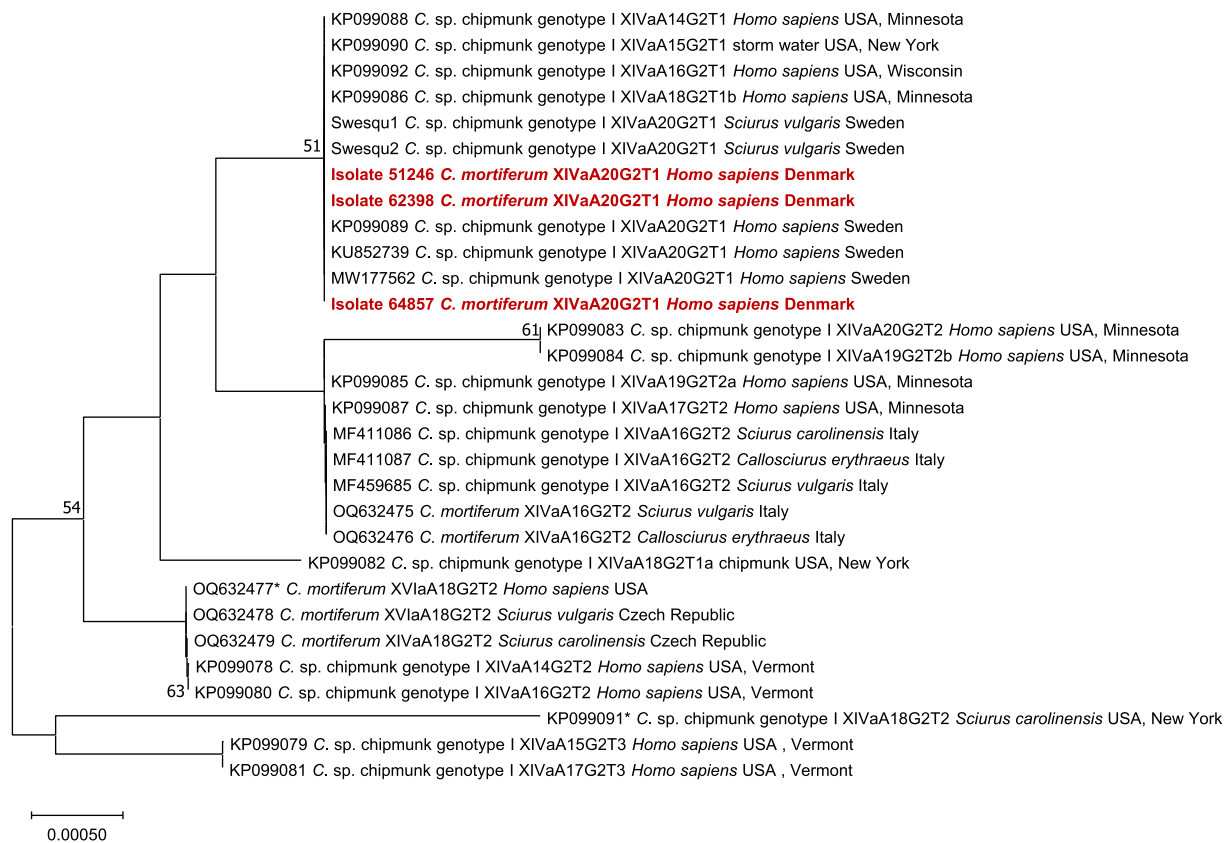 KP099088 C. sp. chipmunk genotype I XIVaA14G2T1 Homo sapiens USA, Minnesota
KP099090 C. sp. chipmunk genotype I XIVaA15G2T1 storm water USA, New York
KP099092 C. sp. chipmunk genotype I XIVaA16G2T1 Homo sapiens USA, Wisconsin
KP099086 C. sp. chipmunk genotype I XIVaA18G2T1b Homo sapiens USA, Minnesota
Swesqu1 C. sp. chipmunk genotype I XIVaA20G2T1 Sciurus vulgaris Sweden
51 Swesqu2 C. sp. chipmunk genotype I XIVaA20G2T1 Sciurus vulgaris Sweden
Isolate 51246 C. mortiferum XIVaA20G2T1 Homo sapiens Denmark
Isolate 62398 C. mortiferum XIVaA20G2T1 Homo sapiens Denmark
KP099089 C. sp. chipmunk genotype I XIVaA20G2T1 Homo sapiens Sweden
KU852739 C. sp. chipmunk genotype I XIVaA20G2T1 Homo sapiens Sweden
MW177562 C. sp. chipmunk genotype I XIVaA20G2T1 Homo sapiens Sweden
Isolate 64857 C. mortiferum XIVaA20G2T1 Homo sapiens Denmark
61 KP099083 C. sp. chipmunk genotype I XIVaA20G2T2 Homo sapiens USA, Minnesota
KP099084 C. sp. chipmunk genotype I XIVaA19G2T2b Homo sapiens USA, Minnesota
KP099085 C. sp. chipmunk genotype I XIVaA19G2T2a Homo sapiens USA, Minnesota
KP099087 C. sp. chipmunk genotype I XIVaA17G2T2 Homo sapiens USA, Minnesota
MF411086 C. sp. chipmunk genotype I XIVaA16G2T2 Sciurus carolinensis Italy
MF411087 C. sp. chipmunk genotype I XIVaA16G2T2 Callosciurus erythraeus Italy
MF459685 C. sp. chipmunk genotype I XIVaA16G2T2 Sciurus vulgaris Italy
54 OQ632475 C. mortiferum XIVaA16G2T2 Sciurus vulgaris Italy
OQ632476 C. mortiferum XIVaA16G2T2 Callosciurus erythraeus Italy
KP099082 C. sp. chipmunk genotype I XIVaA18G2T1a chipmunk USA, New York
OQ632477* C. mortiferum XVIaA18G2T2 Homo sapiens USA
OQ632478 C. mortiferum XVIaA18G2T2 Sciurus vulgaris Czech Republic
OQ632479 C. mortiferum XIVaA18G2T2 Sciurus carolinensis Czech Republic
KP099078 C. sp. chipmunk genotype I XIVaA14G2T2 Homo sapiens USA, Vermont
63 KP099080 C. sp. chipmunk genotype I XIVaA16G2T2 Homo sapiens USA, Vermont
KP099091* C. sp. chipmunk genotype I XIVaA18G2T2 Sciurus carolinensis USA, New York
KP099079 C. sp. chipmunk genotype I XIVaA15G2T3 Homo sapiens USA , Vermont
KP099081 C. sp. chipmunk genotype I XIVaA17G2T3 Homo sapiens USA , Vermont
0.00050